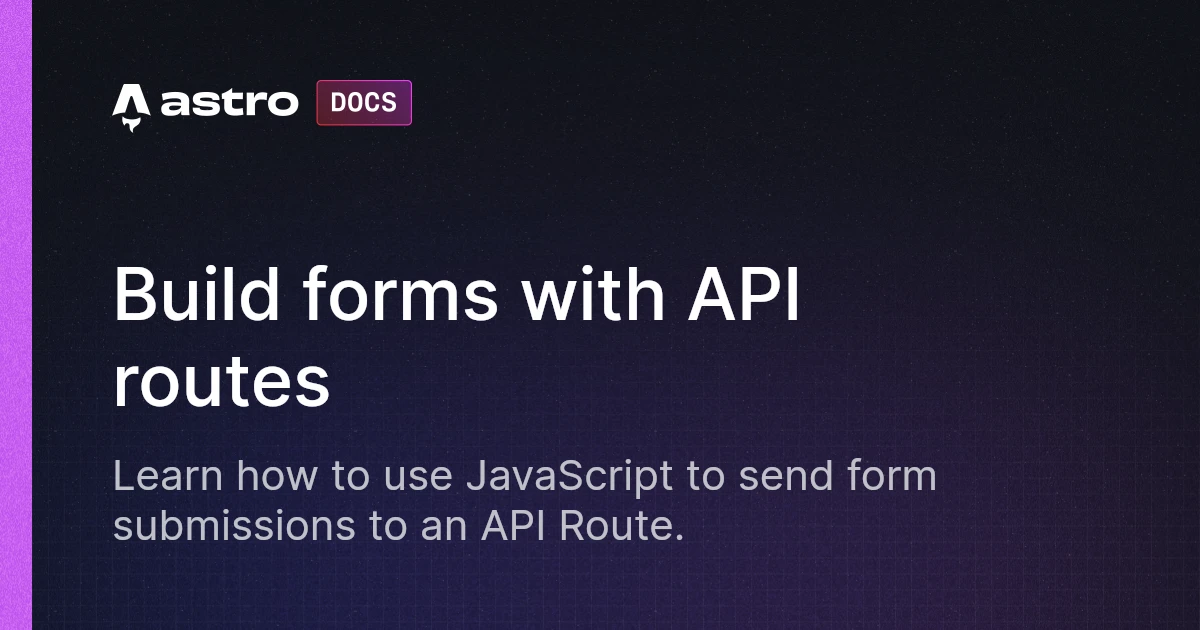 astro DOCS
Build forms with API
routes
Learn how to use JavaScript to send form
submissions to an API Route.